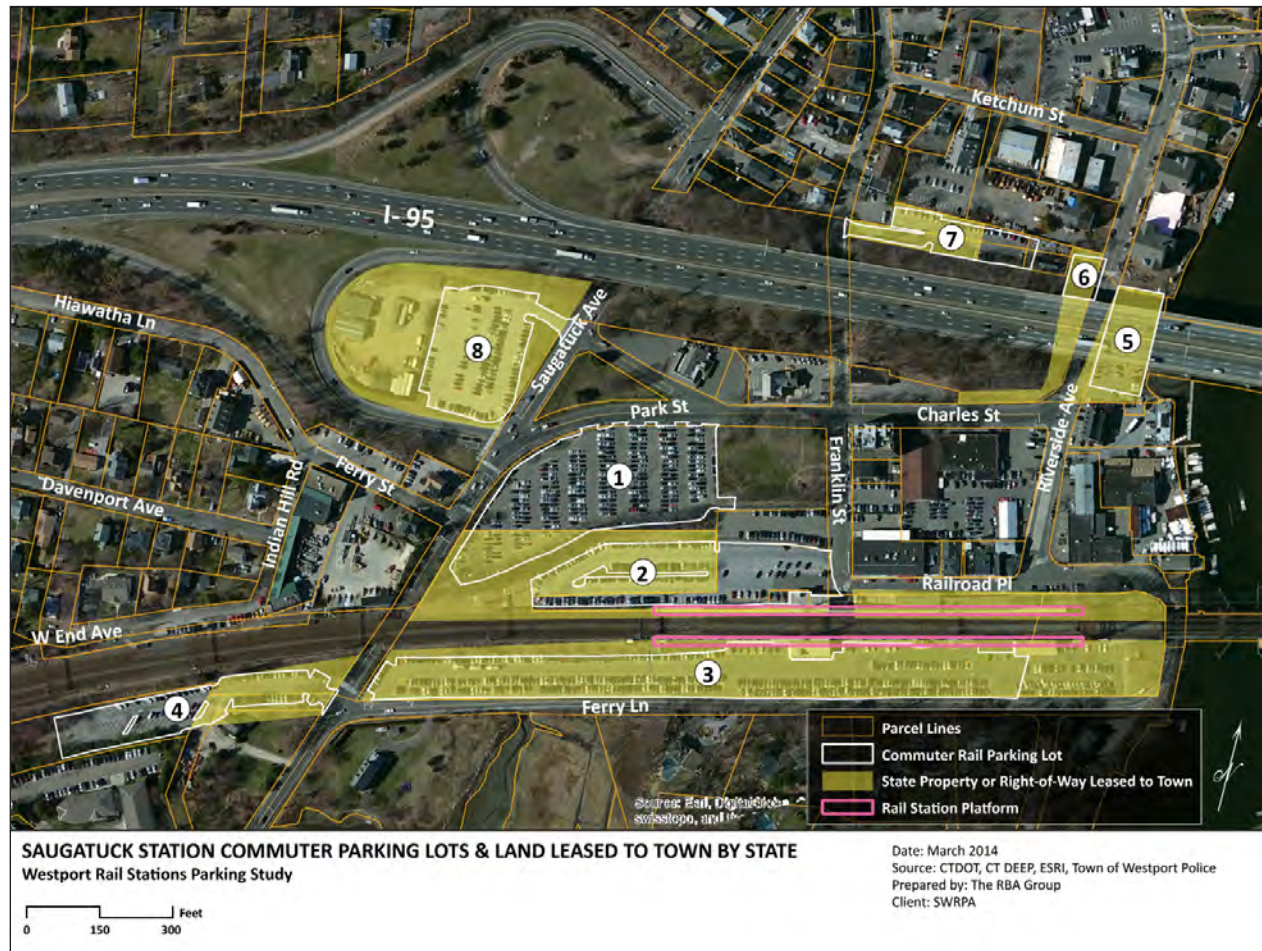 Ketchum St
I-95
7
6
5
Hiawatha Ln
8
Saugatuck Ave
Park St
Charles St
Riverside Ave
Franklin St
1
Ferry St
Davenport Ave
Indian Hill Rd
2
Railroad Pl
W End Ave
3
4
Ferry Ln
Parcel Lines
Commuter Rail Parking Lot
State Property or Right-of-Way Leased to Town
Rail Station Platform
Source: Esri,
swisstopo, and
N
SAUGATUCK STATION COMMUTER PARKING LOTS & LAND LEASED TO TOWN BY STATE
Westport Rail Stations Parking Study
Feet
0 150 300
Date: March 2014
Source: CTDOT, CT DEEP, ESRI, Town of Westport Police
Prepared by: The RBA Group
Client: SWRPA